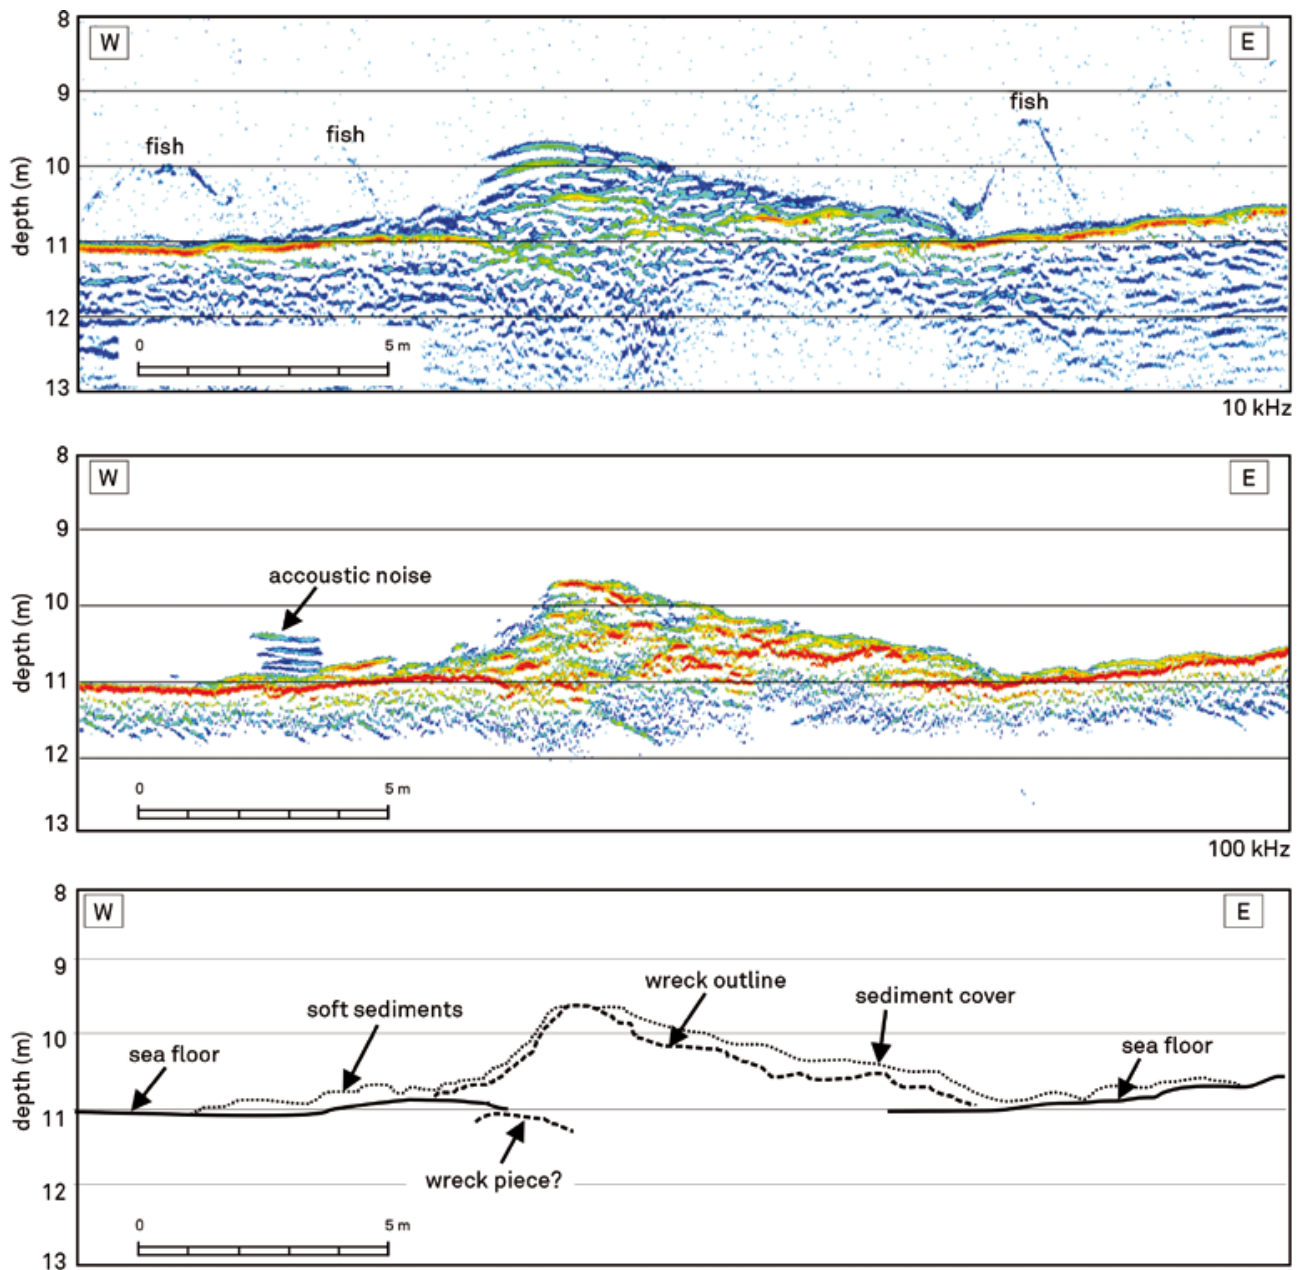 8
W
E
fish
9
fish
fish
10
depth (m)
11
12
0
5 m
13
10 kHz
8
W
E
9
accoustic noise
10
depth (m)
11
12
0
5 m
13
100 kHz
8
W
E
9
wreck outline
soft sediments
sediment cover
10
sea floor
sea floor
depth (m)
11
wreck piece?
12
0
5 m
13